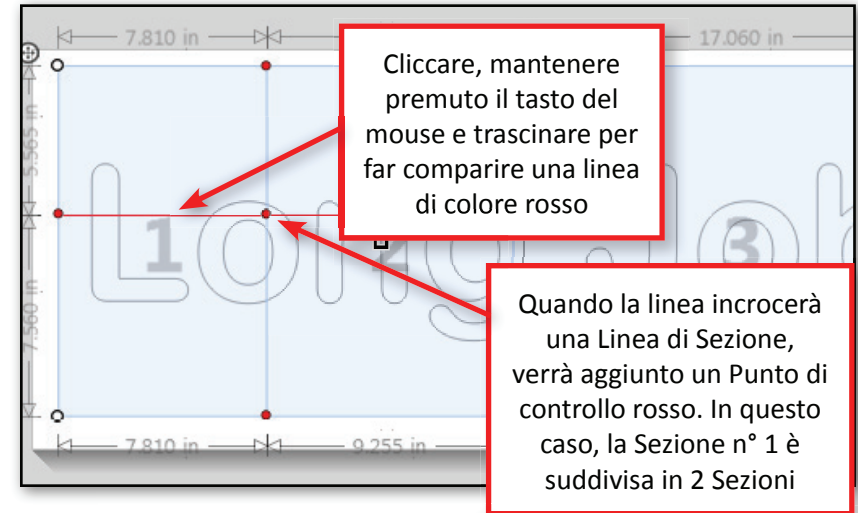 7.810 in
17.060 in
Cliccare, mantenere
premuto il tasto del
mouse e trascinare per
far comparire una linea
di colore rosso
5.565 in
1
2
3
Long Joh
7.560 in
Quando la linea incrocerà
una Linea di Sezione,
verrà aggiunto un Punto di
controllo rosso. In questo
caso, la Sezione n° 1 è
suddivisa in 2 Sezioni
7.810 in
9.255 in